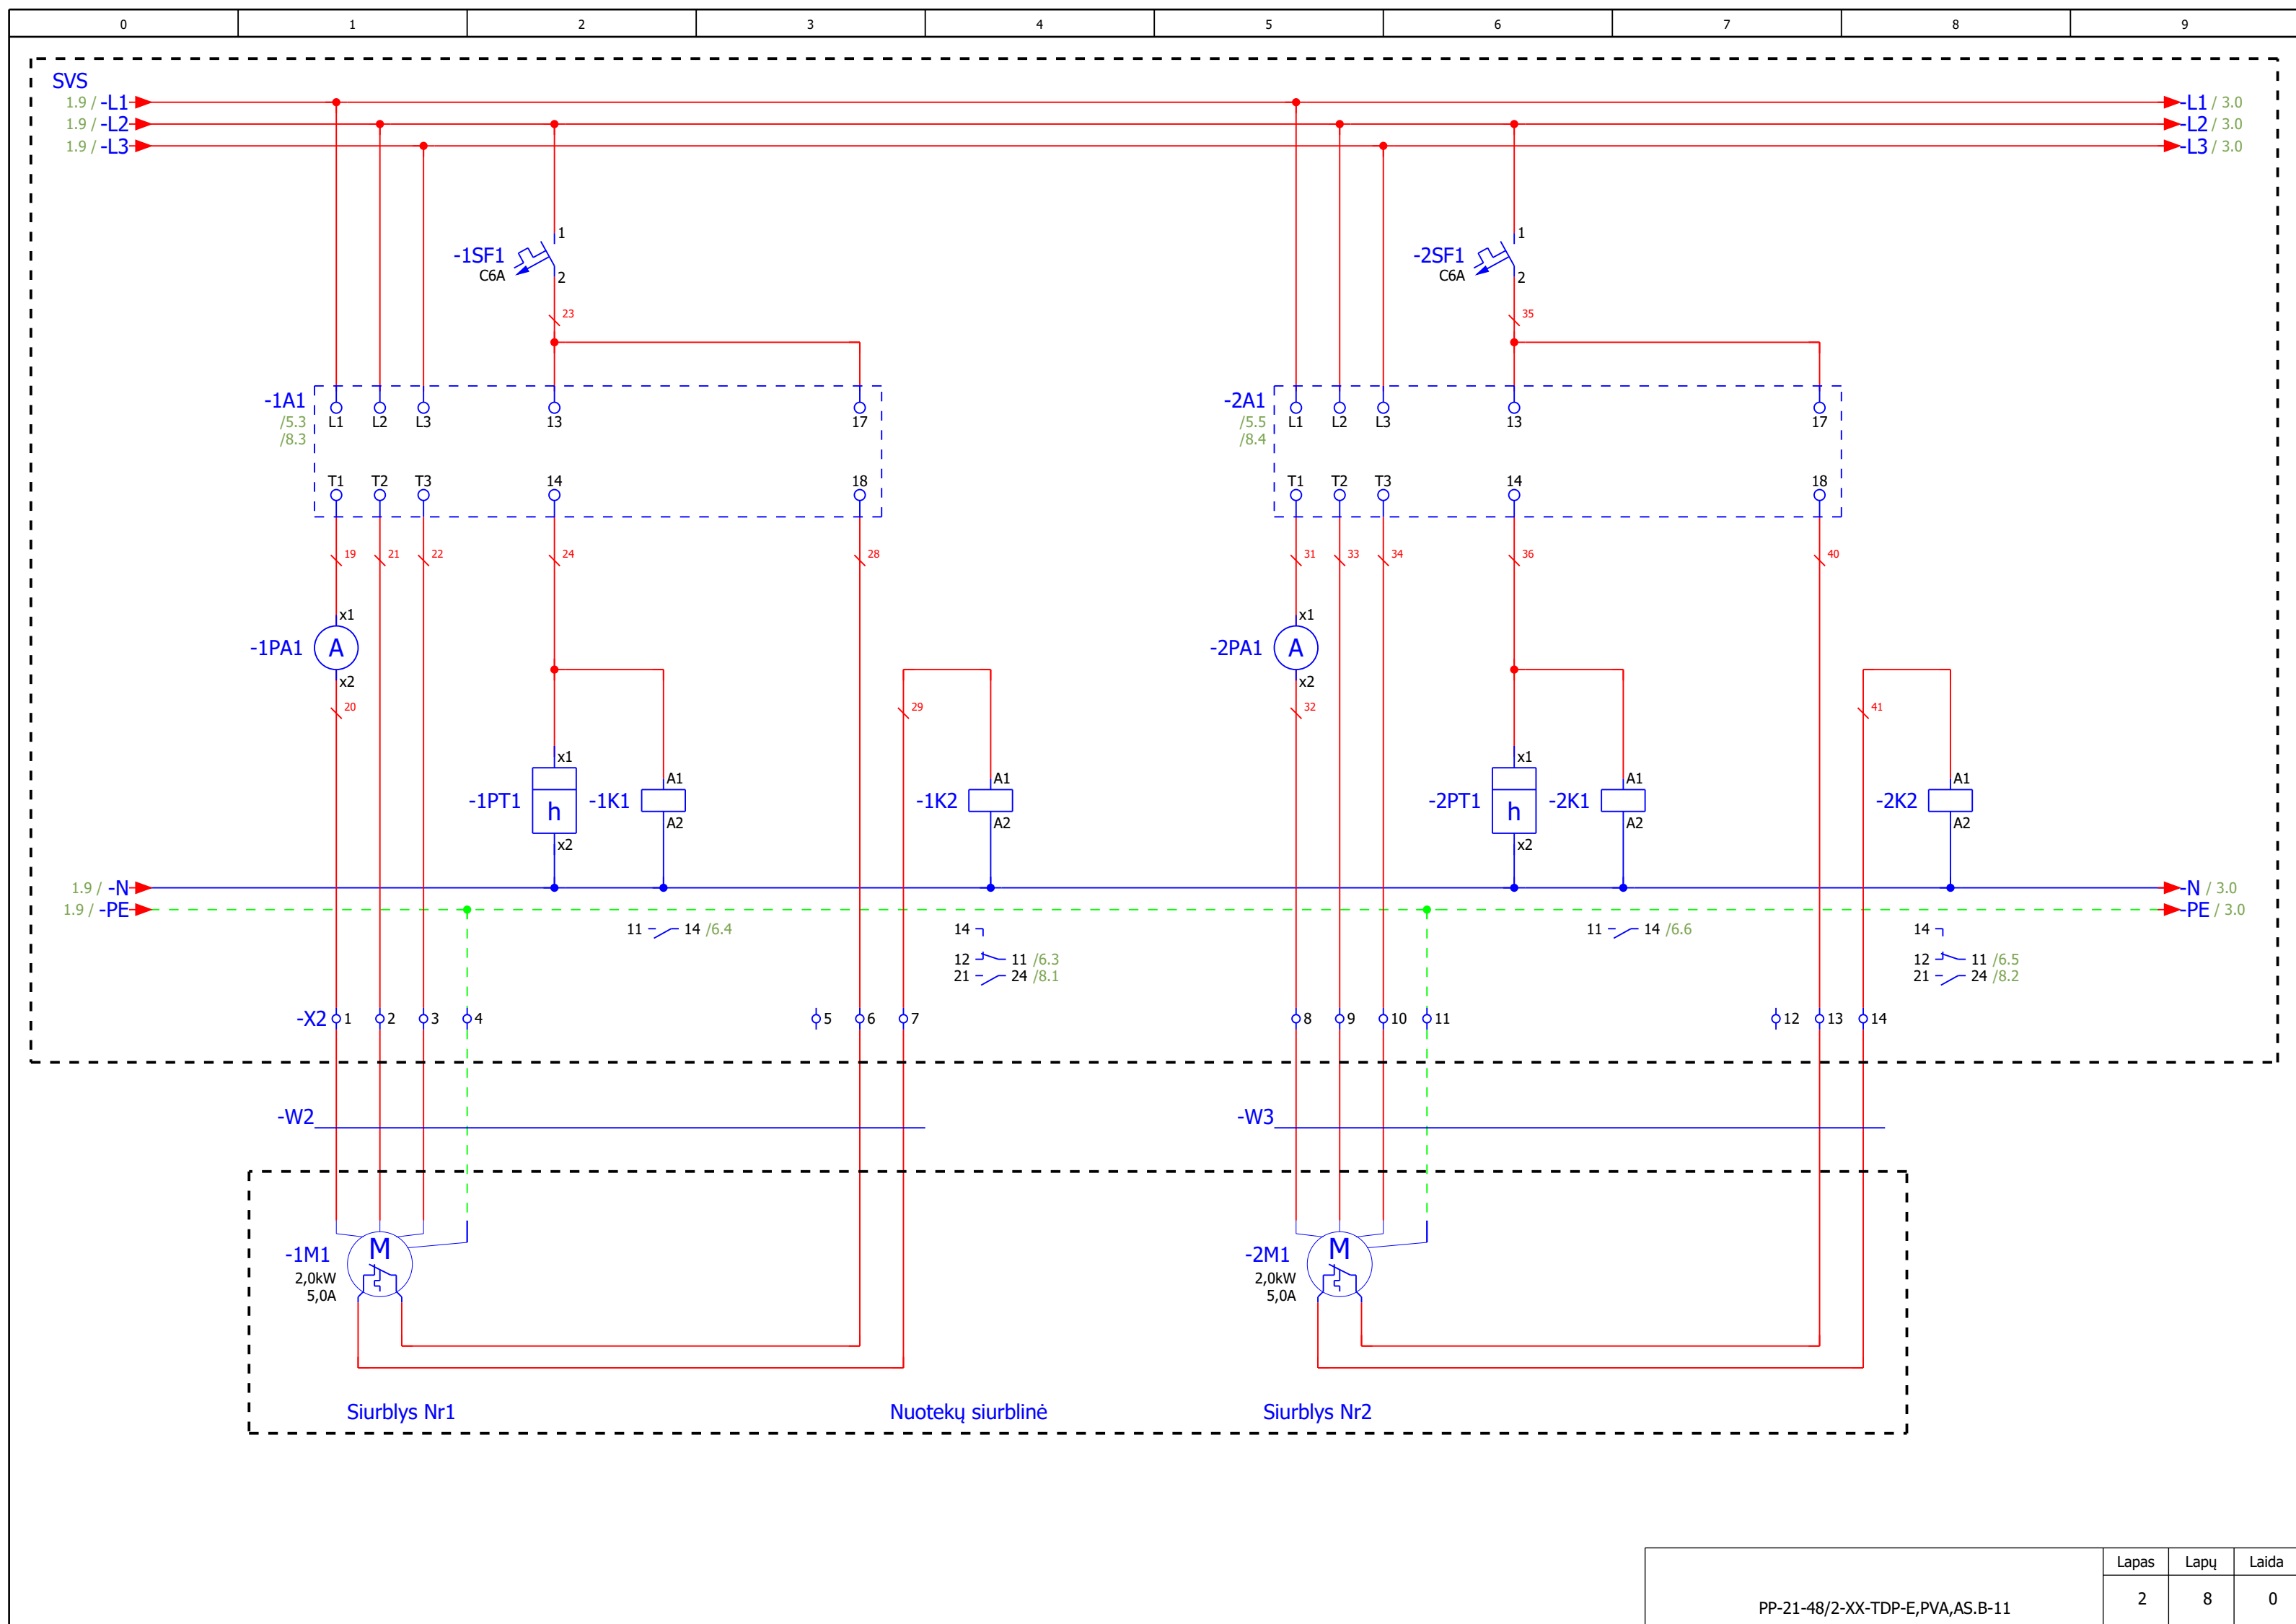 0 1 2 3 4 5 6 7 8 9
SVS
1.9 / -L1 -L1 / 3.0
1.9 / -L2 -L2 / 3.0
1.9 / -L3 -L3 / 3.0
1 1
-1SF1 -2SF1
C6A 2 C6A 2
23 35
-1A1 -2A1
/5.3 L1 L2 L3 13 17 /5.5 L1 L2 L3 13 17
/8.3 /8.4
T1 T2 T3 14 18 T1 T2 T3 14 18
19 21 22 24 28 31 33 34 36 40
x1 x1
-1PA1 A -2PA1 A
x2 x2
20 29 32 41
x1 x1
A1 A1 A1 A1
-1PT1 h -1K1 -1K2 -2PT1 h -2K1 -2K2
A2 A2 A2 A2
x2 x2
1.9 / -N -N / 3.0
1.9 / -PE -PE / 3.0
11 14 /6.4 14 11 14 /6.6 14
12 11 /6.3 12 11 /6.5
21 24 /8.1 21 24 /8.2
-X2 1 2 3 4 5 6 7 8 9 10 11 12 13 14
-W2 -W3
-1M1 M -2M1 M
2,0kW 2,0kW
5,0A 5,0A
Siurblys Nr1 Nuotekų siurblinė Siurblys Nr2
Lapas Lapų Laida
PP-21-48/2-XX-TDP-E,PVA,AS.B-11 2 8 0